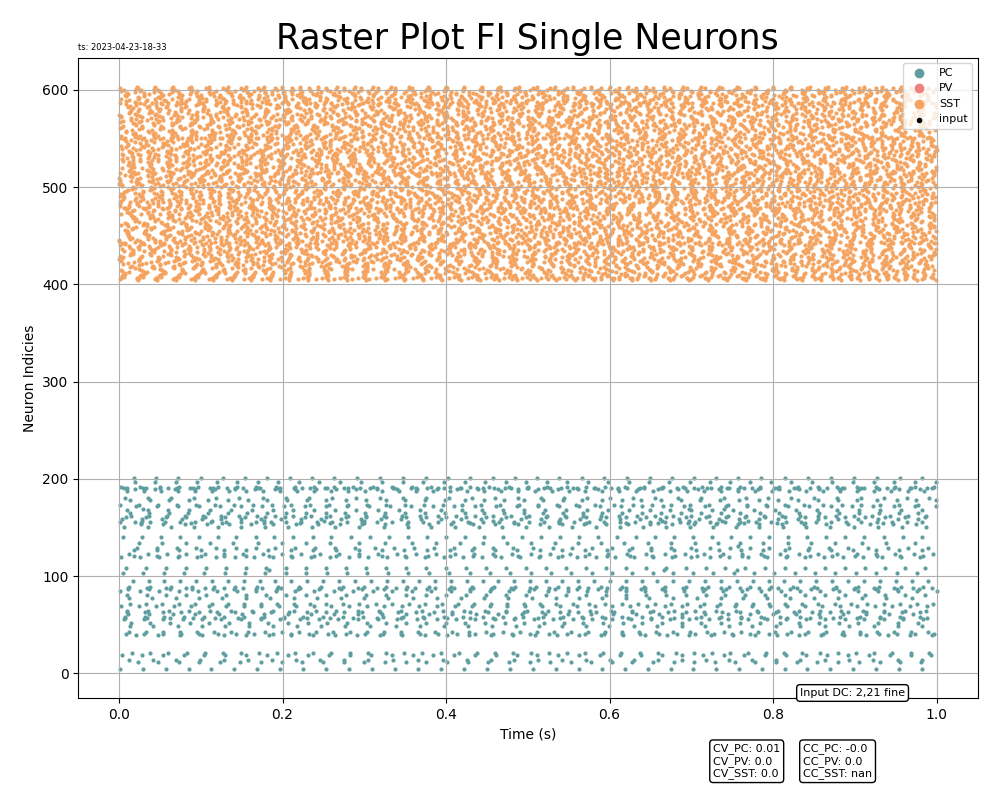 Raster Plot FI Single Neurons
ts: 2023-04-23-18-33
PC
PV
SST
input
600
500
400
300
200
100
0
Neuron Indicies
Input DC: 2,21 fine
0.0 0.2 0.4 0.6 0.8 1.0
Time (s)
CV_PC: 0.01
CV_PV: 0.0
CV_SST: 0.0
CC_PC: -0.0
CC_PV: 0.0
CC_SST: nan